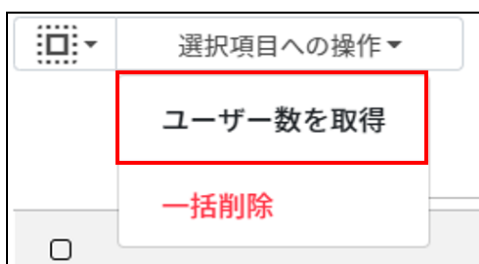 選択項目への操作
ユーザー数を取得
一括削除